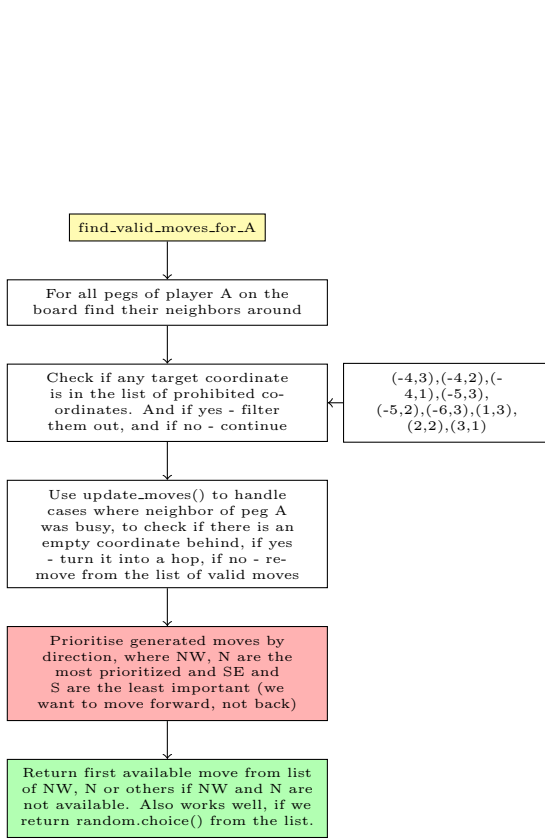 find_valid_moves_for_A
For all pegs of player A on the
board find their neighbors around
Check if any target coordinate
is in the list of prohibited co-
ordinates. And if yes - filter
them out, and if no - continue
(-4,3),(-4,2),(-
4,1),(-5,3),
(-5,2),(-6,3),(1,3),
(2,2),(3,1)
Use update_moves() to handle
cases where neighbor of peg A
was busy, to check if there is an
empty coordinate behind, if yes
- turn it into a hop, if no - re-
move from the list of valid moves
Prioritise generated moves by
direction, where NW, N are the
most prioritized and SE and
S are the least important (we
want to move forward, not back)
Return first available move from list
of NW, N or others if NW and N are
not available. Also works well, if we
return random.choice() from the list.